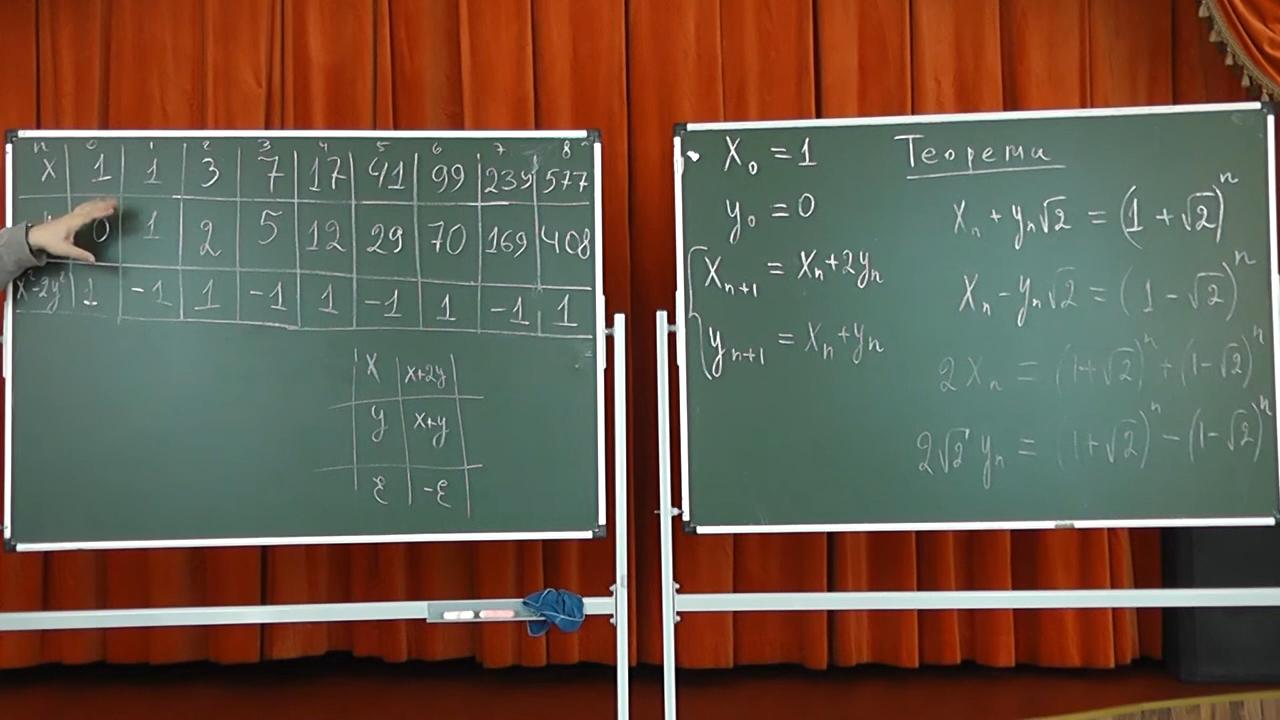 n 0 1 2 3 4 5 6 7 8
x 1 1 3 7 17 41 99 239 577
0 1 2 5 12 29 70 169 408
x²-2y² 1 -1 1 -1 1 -1 1 -1 1
x x+2y
y x+y
ε -ε
x₀ = 1
y₀ = 0
xₙ₊₁ = xₙ+2yₙ
yₙ₊₁ = xₙ+yₙ
Теорема
xₙ + yₙ√2 = (1 + √2)ⁿ
xₙ - yₙ√2 = (1 - √2)ⁿ
2xₙ = (1+√2)ⁿ + (1-√2)ⁿ
2√2 yₙ = (1+√2)ⁿ - (1-√2)ⁿ